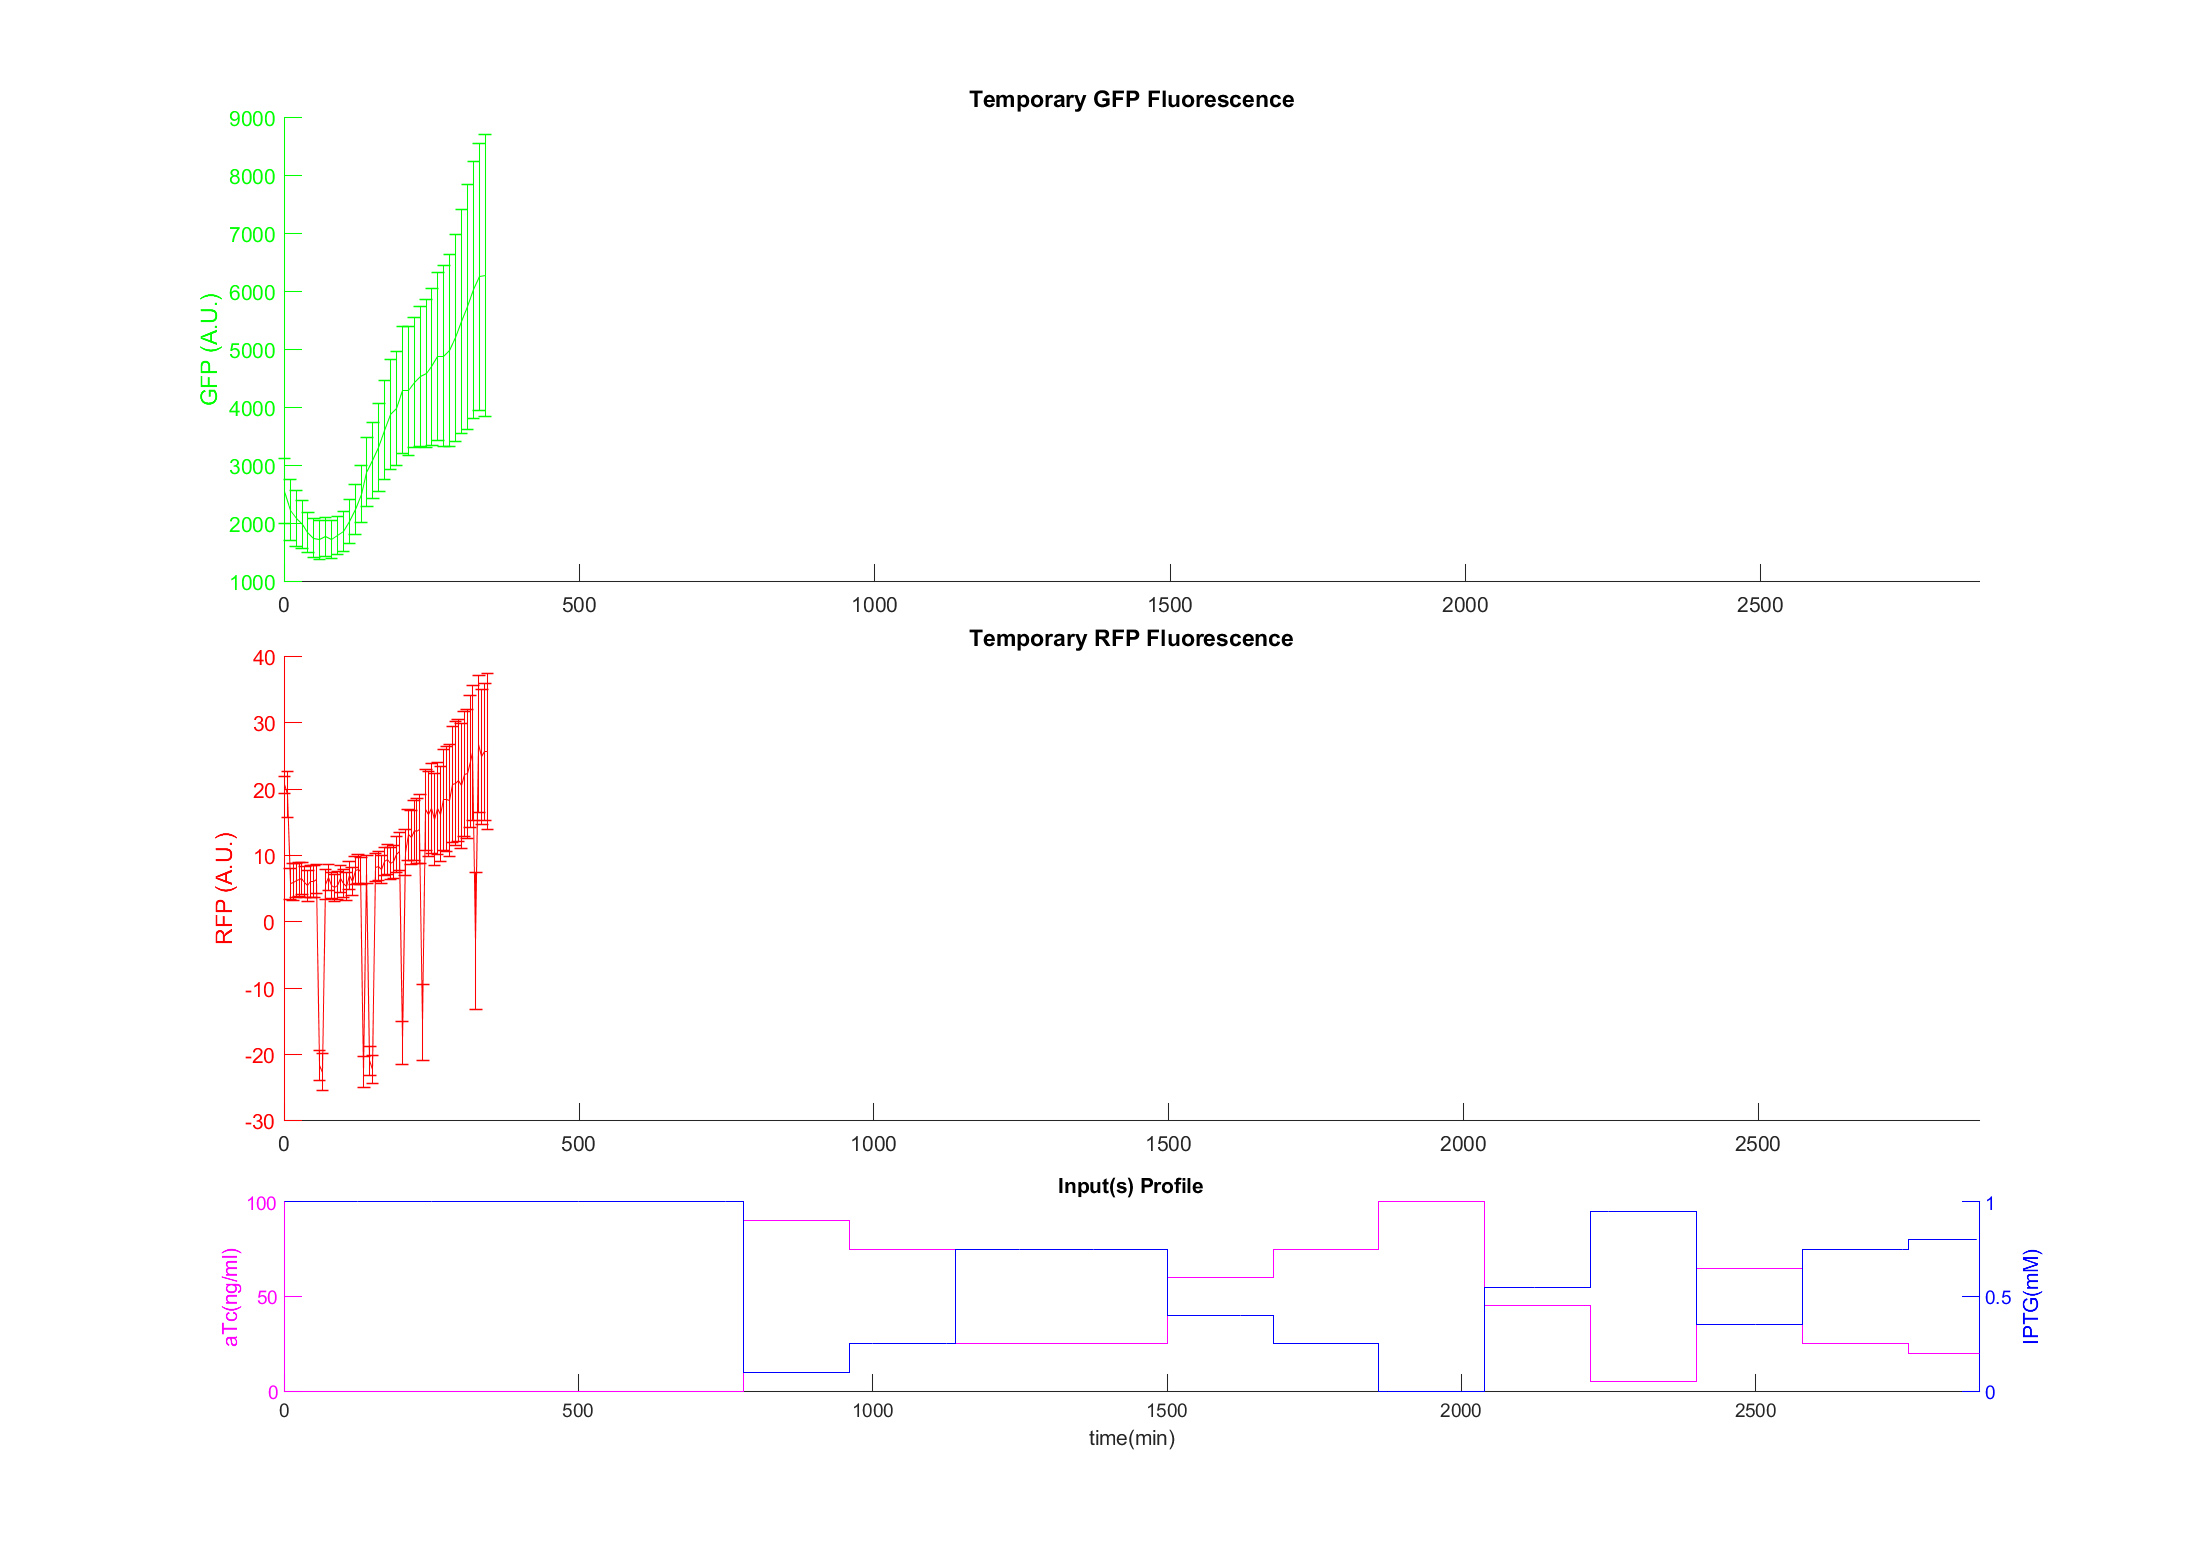 Temporary GFP Fluorescence
9000
8000
7000
6000
5000
4000
3000
2000
1000
GFP (A.U.)
0 500 1000 1500 2000 2500
Temporary RFP Fluorescence
40
30
20
10
0
-10
-20
-30
RFP (A.U.)
0 500 1000 1500 2000 2500
Input(s) Profile
100
50
0
aTc(ng/ml)
1
0.5
0
IPTG(mM)
0 500 1000 1500 2000 2500
time(min)